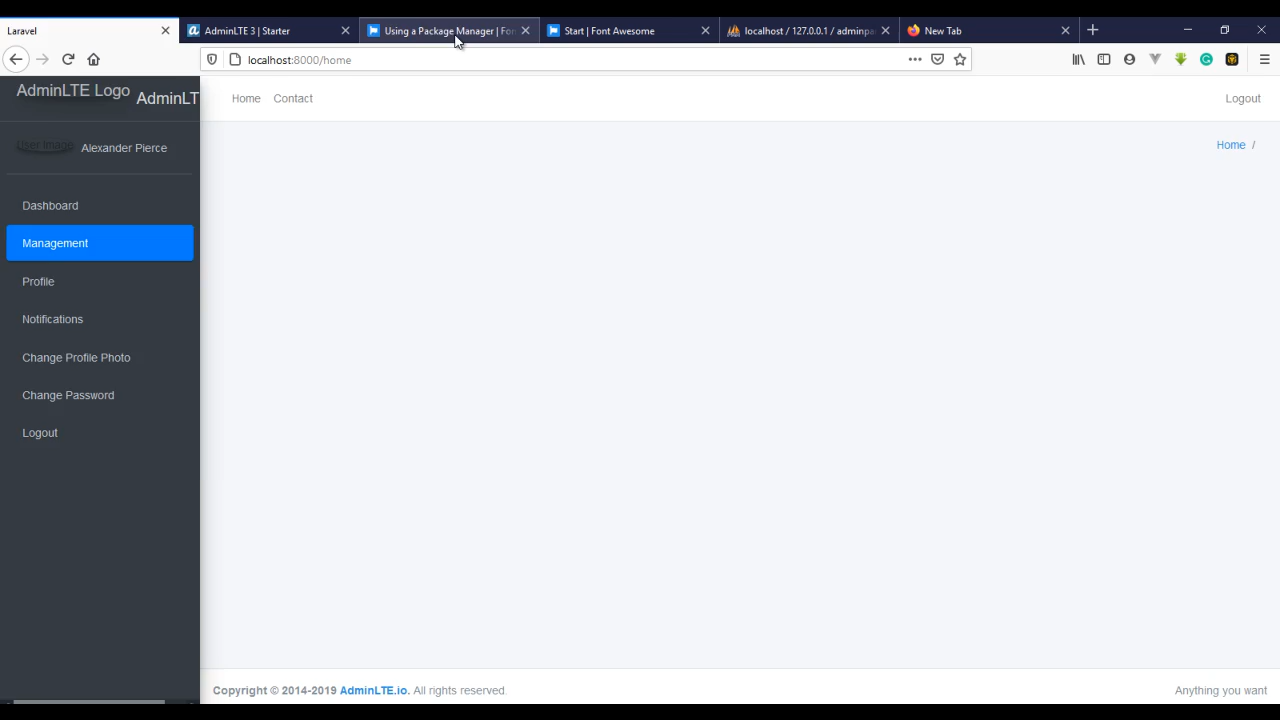 Laravel
AdminLTE 3 | Starter
Using a Package Manager | Fon
Start | Font Awesome
localhost / 127.0.0.1 / adminpa
New Tab
localhost:8000/home
AdminLTE Logo
AdminLT
Home
Contact
Logout
User Image
Alexander Pierce
Home /
Dashboard
Management
Profile
Notifications
Change Profile Photo
Change Password
Logout
Copyright © 2014-2019 AdminLTE.io. All rights reserved.
Anything you want